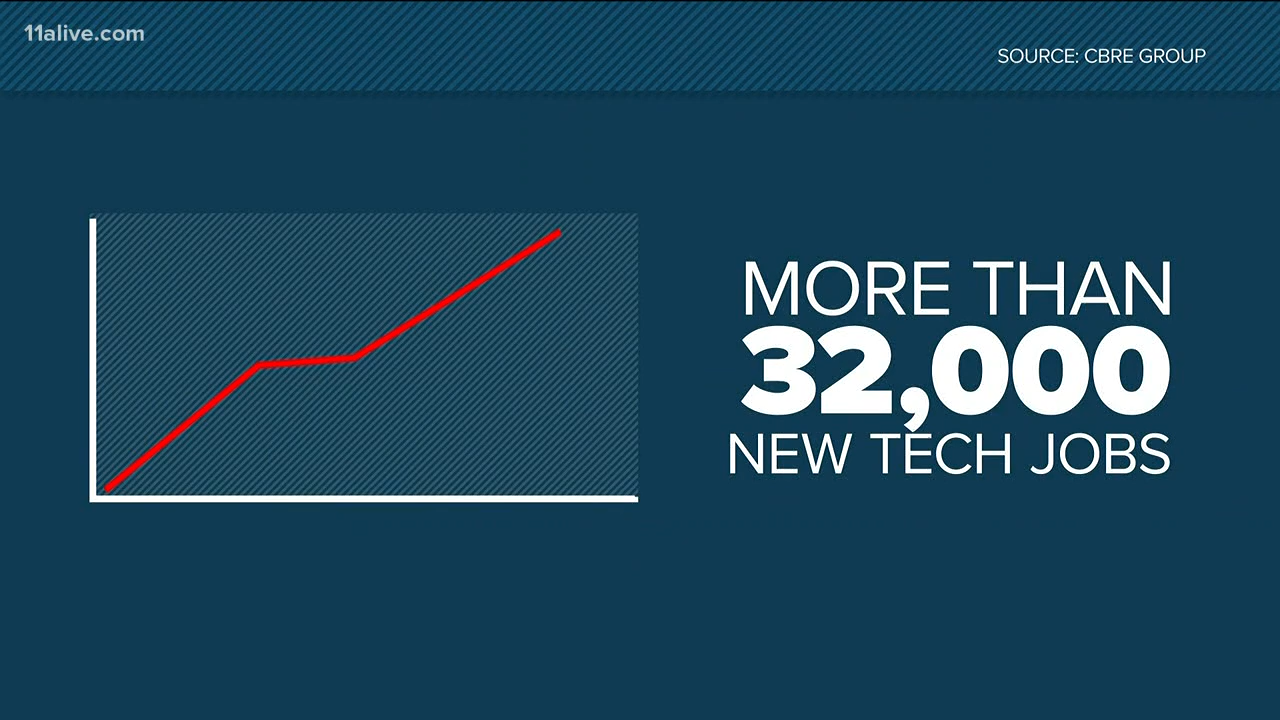 11alive.com
SOURCE: CBRE GROUP
MORE THAN
32,000
NEW TECH JOBS